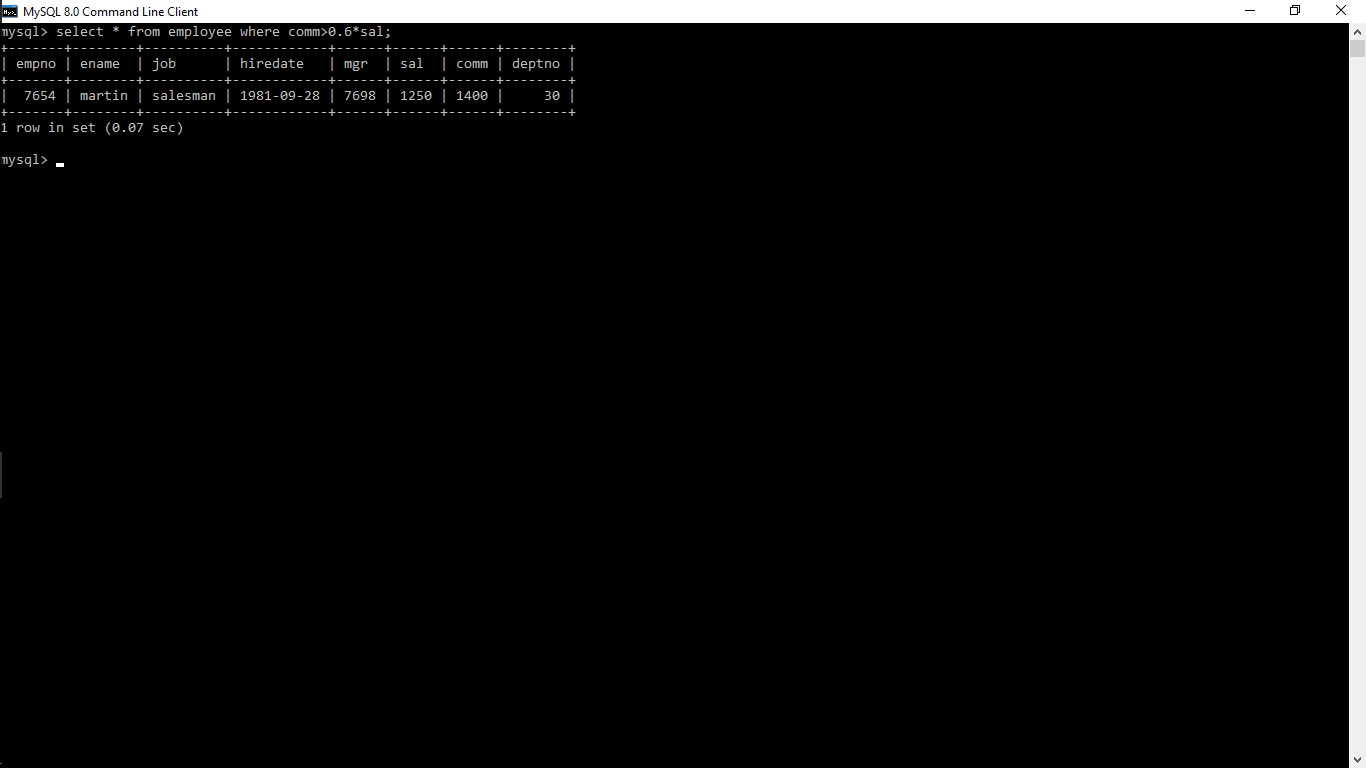 MySQL 8.0 Command Line Client
mysql> select * from employee where comm>0.6*sal;
+-------+--------+----------+------------+------+------+------+--------+
| empno | ename  | job      | hiredate   | mgr  | sal  | comm | deptno |
+-------+--------+----------+------------+------+------+------+--------+
|  7654 | martin | salesman | 1981-09-28 | 7698 | 1250 | 1400 |     30 |
+-------+--------+----------+------------+------+------+------+--------+
1 row in set (0.07 sec)
mysql>